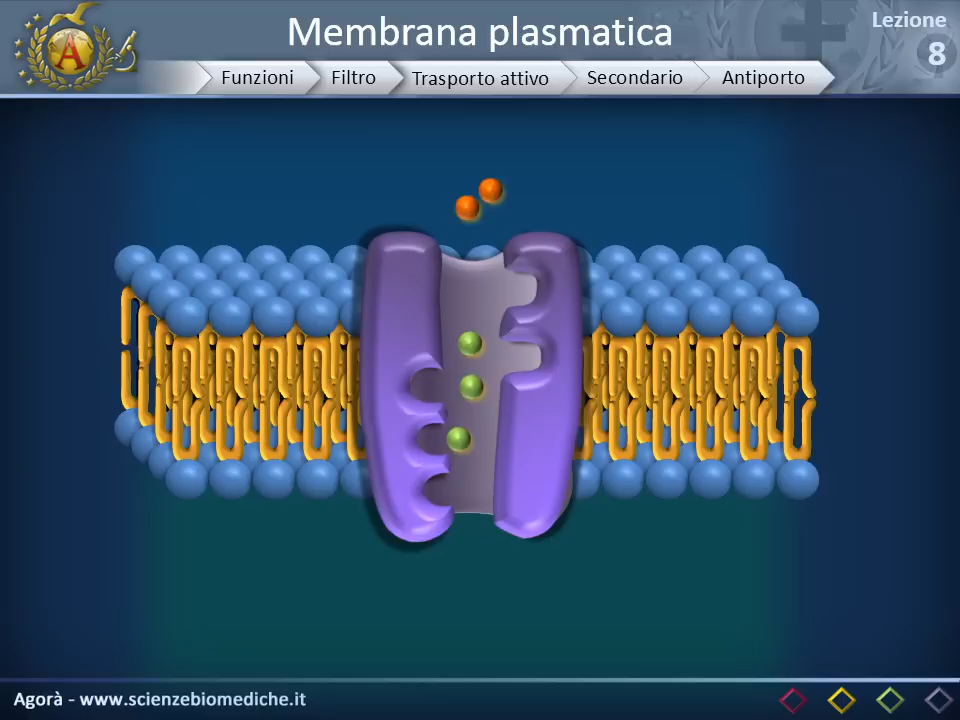 Membrana plasmatica
Lezione
8
Funzioni
Filtro
Trasporto attivo
Secondario
Antiporto
A
Agorà - www.scienzebiomediche.it